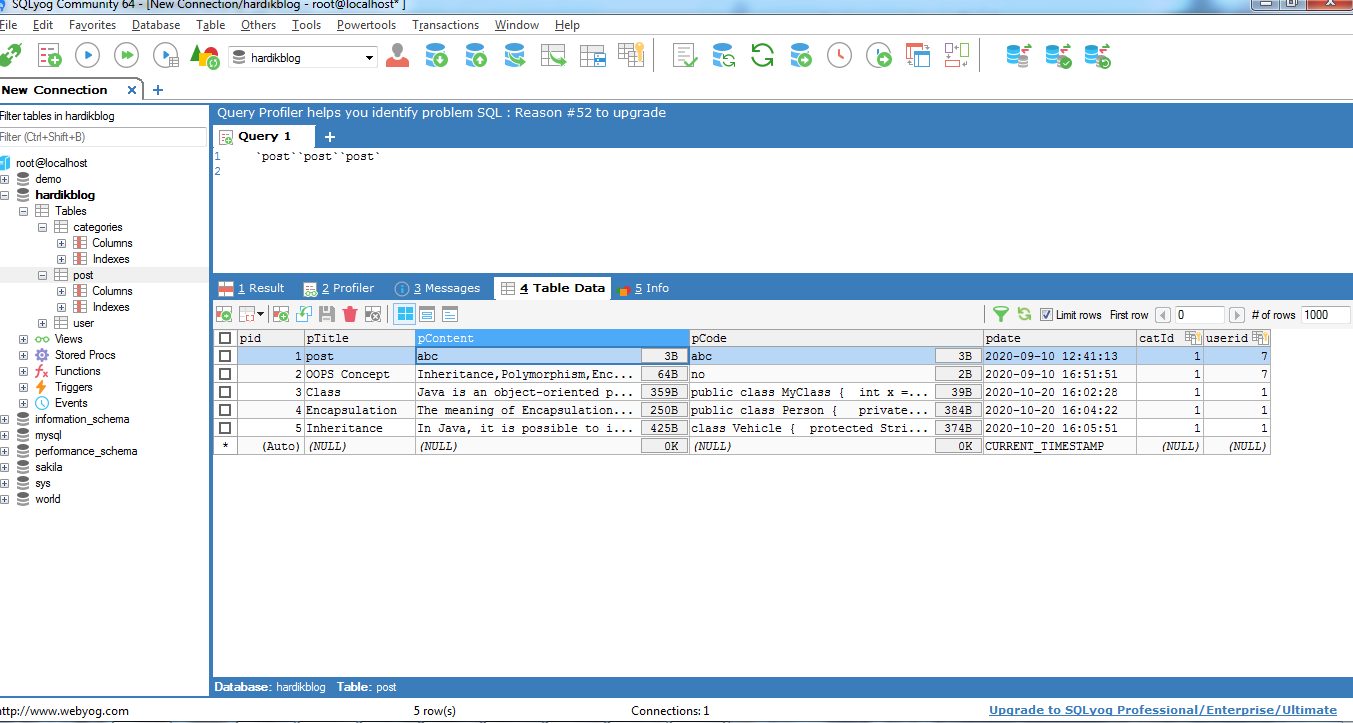 SQLyog Community 64 - [New Connection/hardikblog - root@localhost* ]
File Edit Favorites Database Table Others Tools Powertools Transactions Window Help
hardikblog
New Connection
Filter tables in hardikblog
Filter (Ctrl+Shift+B)
root@localhost
demo
hardikblog
Tables
categories
Columns
Indexes
post
Columns
Indexes
user
Views
Stored Procs
Functions
Triggers
Events
information_schema
mysql
performance_schema
sakila
sys
world
Query Profiler helps you identify problem SQL : Reason #52 to upgrade
Query 1
1 `post``post``post`
2
1 Result 2 Profiler 3 Messages 4 Table Data 5 Info
Limit rows First row 0 # of rows 1000
pid pTitle pContent pCode pdate catId userid
1 post abc 3B abc 3B 2020-09-10 12:41:13 1 7
2 OOPS Concept Inheritance,Polymorphism,Enc... 64B no 2B 2020-09-10 16:51:51 1 7
3 Class Java is an object-oriented p... 359B public class MyClass { int x =... 39B 2020-10-20 16:02:28 1 1
4 Encapsulation The meaning of Encapsulation... 250B public class Person { private... 384B 2020-10-20 16:04:22 1 1
5 Inheritance In Java, it is possible to i... 425B class Vehicle { protected Stri... 374B 2020-10-20 16:05:51 1 1
* (Auto) (NULL) (NULL) 0K (NULL) 0K CURRENT_TIMESTAMP (NULL) (NULL)
Database: hardikblog Table: post
http://www.webyog.com 5 row(s) Connections: 1 Upgrade to SQLyog Professional/Enterprise/Ultimate